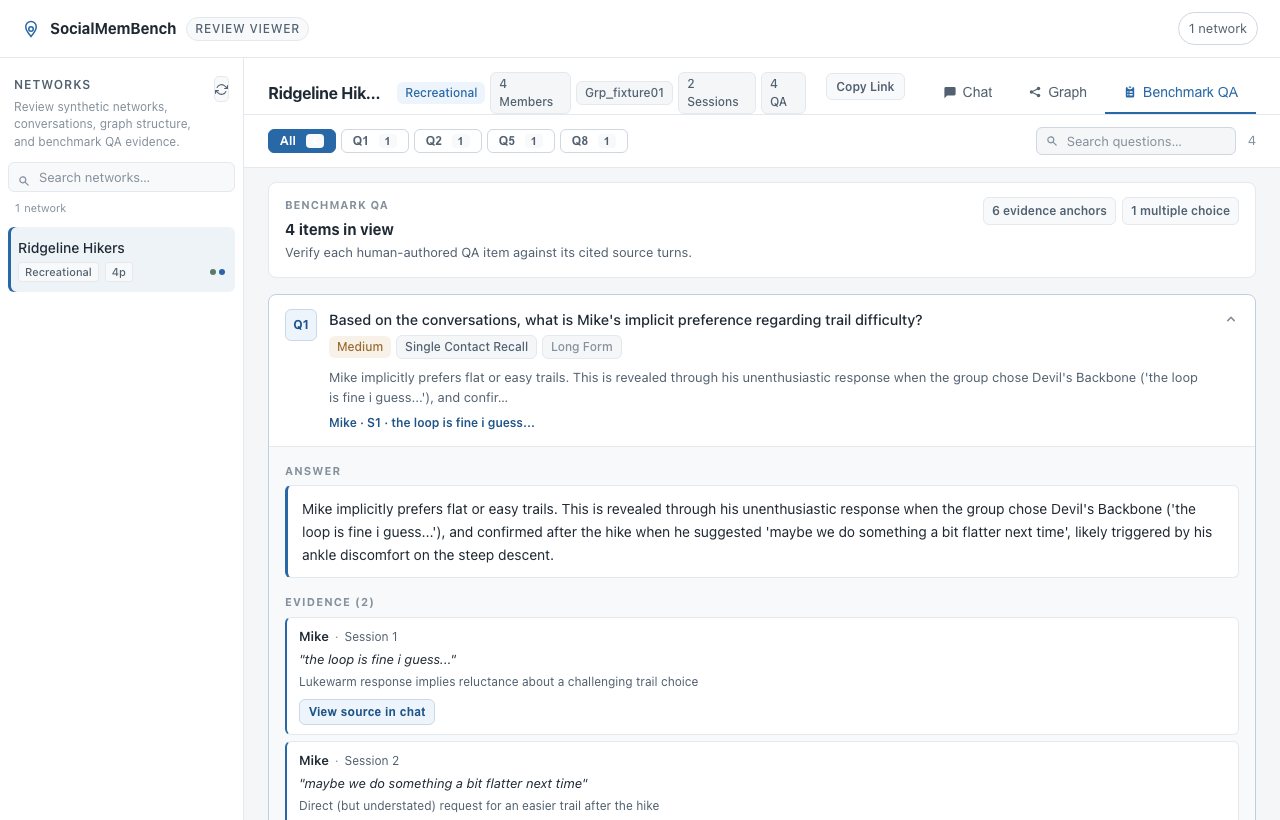 SocialMemBench REVIEW VIEWER 1 network
NETWORKS
Review synthetic networks,
conversations, graph structure,
and benchmark QA evidence.
Search networks...
1 network
Ridgeline Hikers
Recreational 4p
Ridgeline Hik... Recreational 4 Members Grp_fixture01 2 Sessions 4 QA Copy Link Chat Graph Benchmark QA
All Q1 1 Q2 1 Q5 1 Q8 1 Search questions... 4
BENCHMARK QA
4 items in view
Verify each human-authored QA item against its cited source turns.
6 evidence anchors 1 multiple choice
Q1 Based on the conversations, what is Mike's implicit preference regarding trail difficulty?
Medium Single Contact Recall Long Form
Mike implicitly prefers flat or easy trails. This is revealed through his unenthusiastic response when the group chose Devil's Backbone ('the loop
is fine i guess...'), and confir...
Mike · S1 · the loop is fine i guess...
ANSWER
Mike implicitly prefers flat or easy trails. This is revealed through his unenthusiastic response when the group chose Devil's Backbone ('the
loop is fine i guess...'), and confirmed after the hike when he suggested 'maybe we do something a bit flatter next time', likely triggered by his
ankle discomfort on the steep descent.
EVIDENCE (2)
Mike · Session 1
"the loop is fine i guess..."
Lukewarm response implies reluctance about a challenging trail choice
View source in chat
Mike · Session 2
"maybe we do something a bit flatter next time"
Direct (but understated) request for an easier trail after the hike